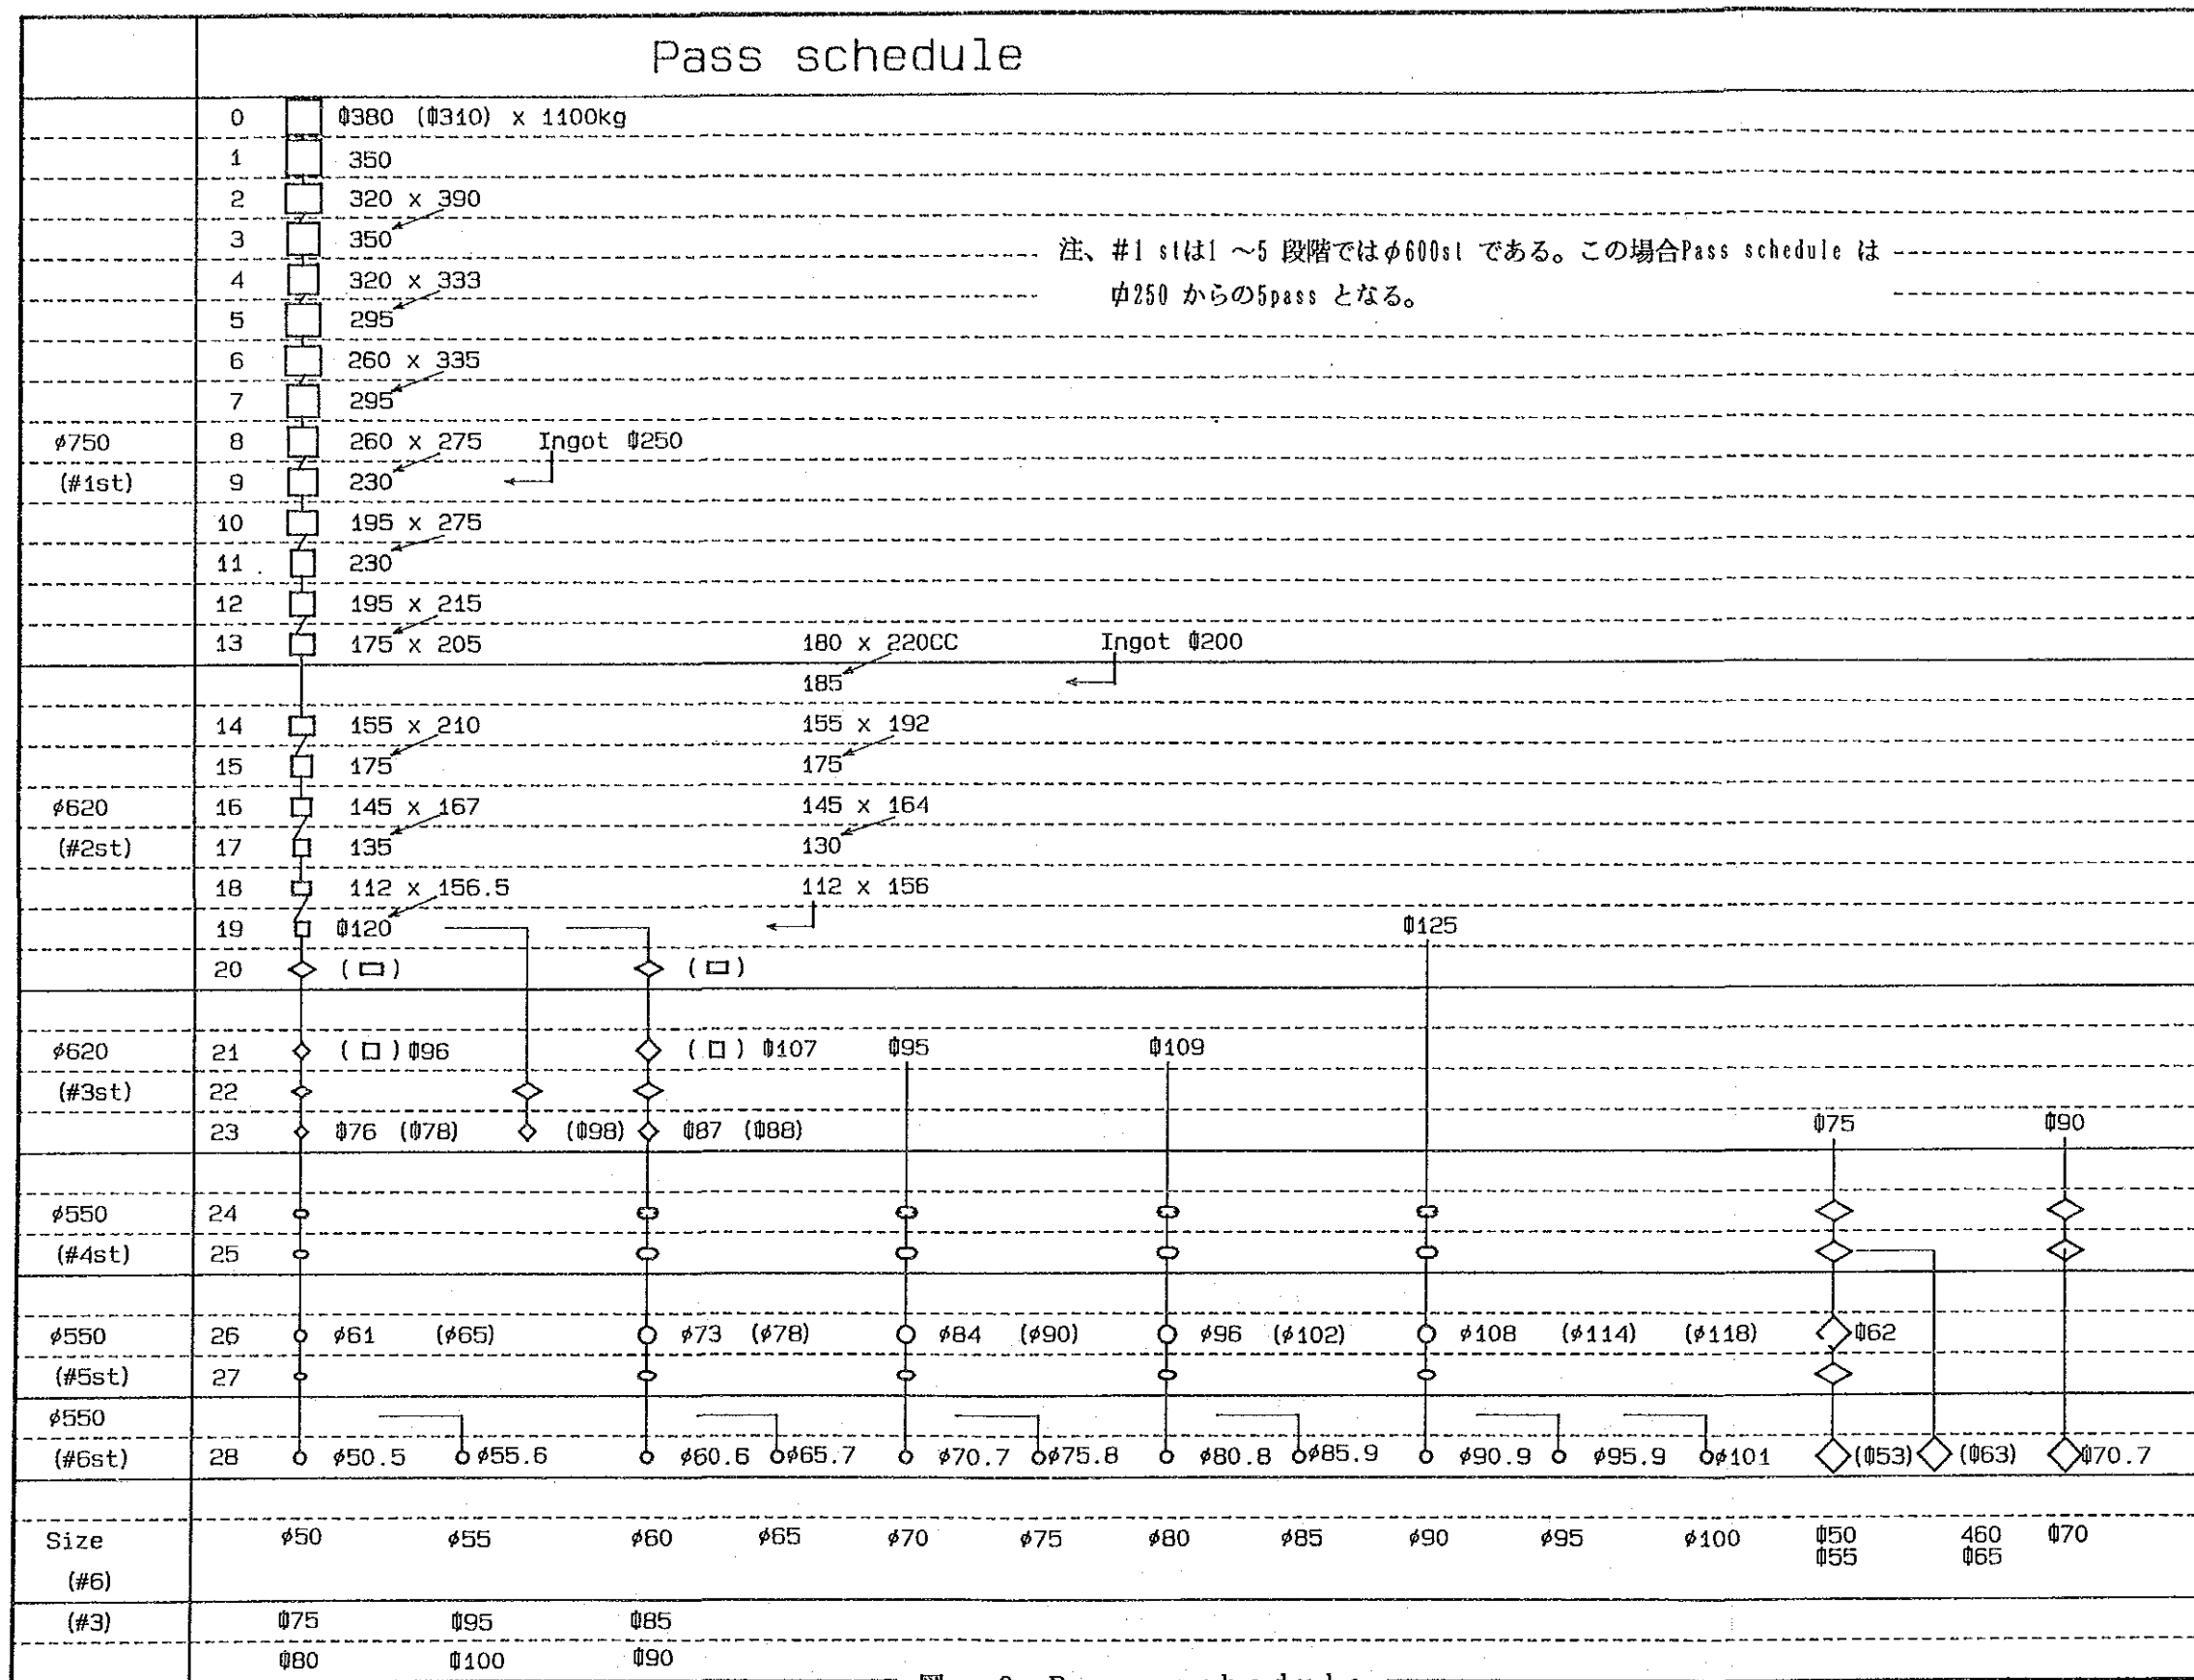 Pass schedule
0 ⏀380 (⏀310) x 1100kg
1 350
2 320 x 390
3 350
注、#1 stは1 ～5 段階ではφ600st である。この場合Pass schedule は
4 320 x 333
⏀250 からの5pass となる。
5 295
6 260 x 335
7 295
φ750 8 260 x 275 Ingot ⏀250
(#1st) 9 230
10 195 x 275
11 230
12 195 x 215
13 175 x 205 180 x 220CC Ingot ⏀200
185
14 155 x 210 155 x 192
15 175 175
φ620 16 145 x 167 145 x 164
(#2st) 17 135 130
18 112 x 156.5 112 x 156
19 ⏀120 ⏀125
20 ( ) ( )
φ620 21 ( ) ⏀96 ( ) ⏀107 ⏀95 ⏀109
(#3st) 22
23 ⏀76 (⏀78) (⏀98) ⏀87 (⏀88) ⏀75 ⏀90
φ550 24
(#4st) 25
φ550 26 φ61 (φ65) φ73 (φ78) φ84 (φ90) φ96 (φ102) φ108 (φ114) (φ118) ⏀62
(#5st) 27
φ550
(#6st) 28 φ50.5 φ55.6 φ60.6 φ65.7 φ70.7 φ75.8 φ80.8 φ85.9 φ90.9 φ95.9 φ101 (⏀53) (⏀63) ⏀70.7
Size φ50 φ55 φ60 φ65 φ70 φ75 φ80 φ85 φ90 φ95 φ100 ⏀50 460 ⏀70
⏀55 ⏀65
(#6)
(#3) ⏀75 ⏀95 ⏀85
⏀80 ⏀100 ⏀90